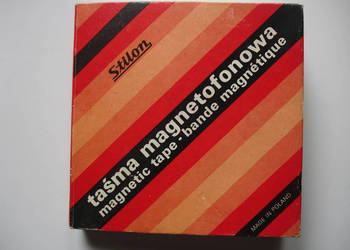 Stilon
taśma magnetofonowa
magnetic tape • bande magnétique
MADE IN POLAND